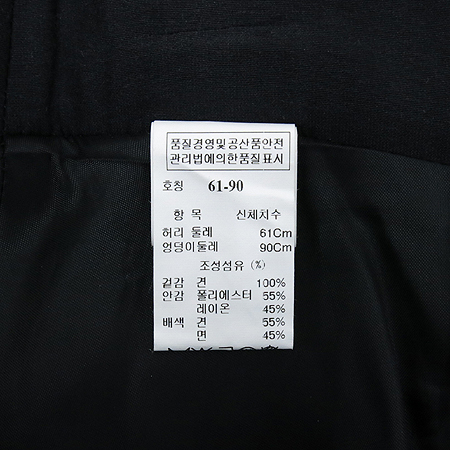 품질경영및공산품안전
관리법에의한품질표시
호칭 61-90
항 목 신체치수
허리 둘레 61Cm
엉덩이둘레 90Cm
조성섬유 (%)
겉감 견 100%
안감 폴리에스터 55%
레이온 45%
배색 견 55%
면 45%